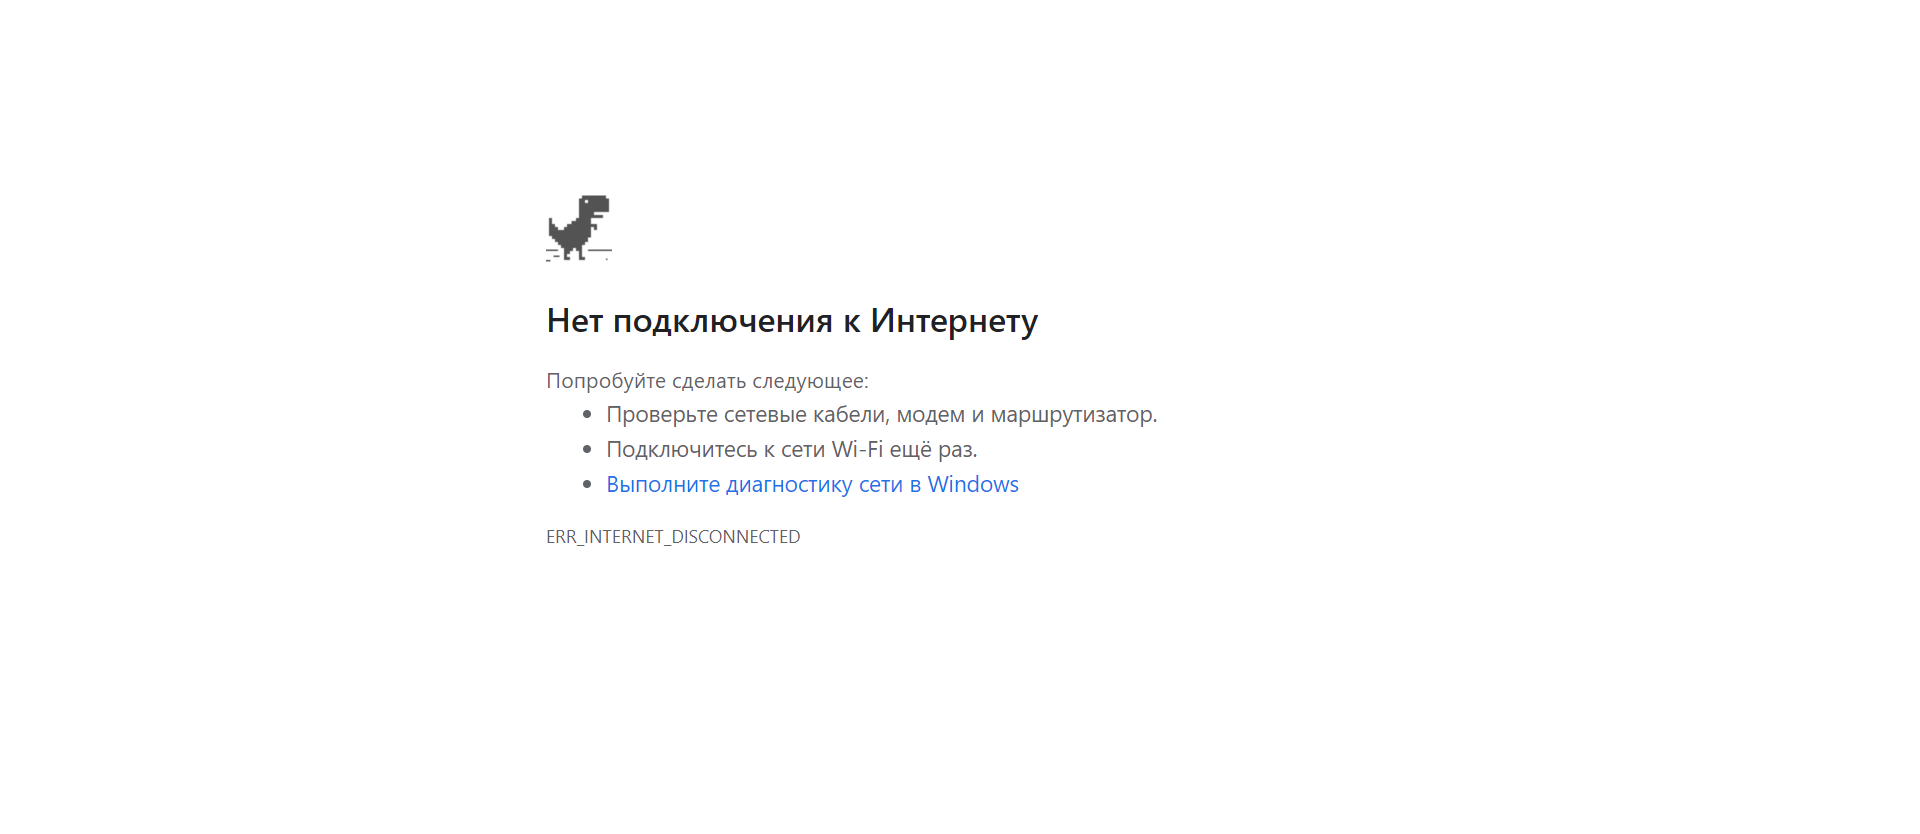 Нет подключения к Интернету
Попробуйте сделать следующее:
Проверьте сетевые кабели, модем и маршрутизатор.
Подключитесь к сети Wi-Fi ещё раз.
Выполните диагностику сети в Windows
ERR_INTERNET_DISCONNECTED